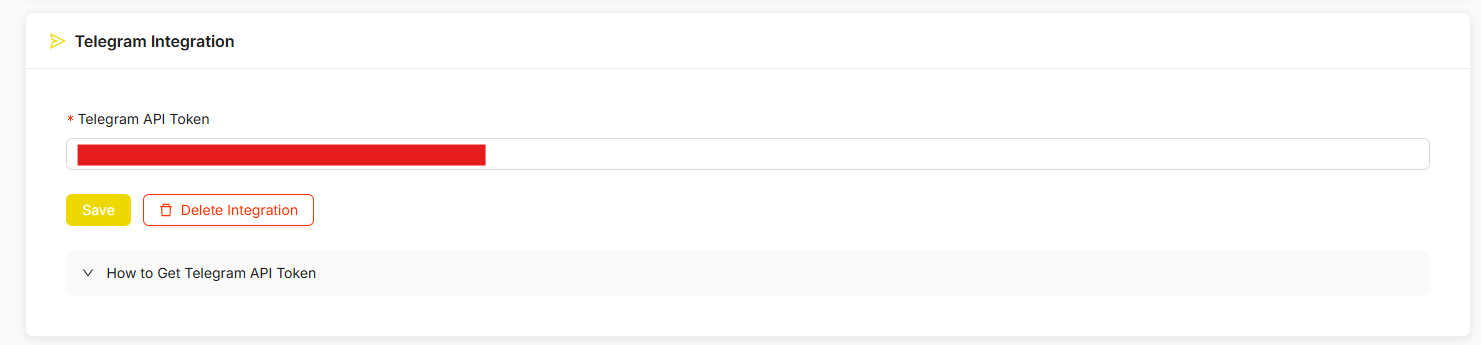 Telegram Integration
* Telegram API Token
Save
Delete Integration
How to Get Telegram API Token